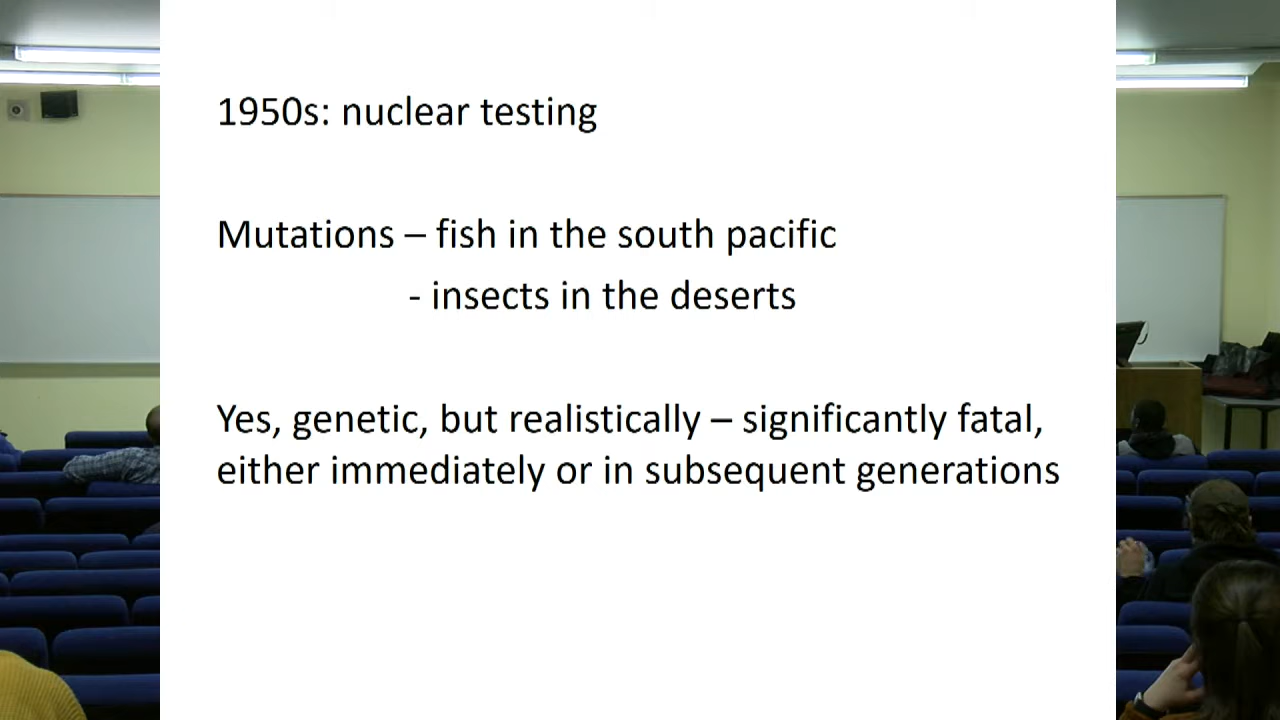 1950s: nuclear testing
Mutations – fish in the south pacific
- insects in the deserts
Yes, genetic, but realistically – significantly fatal,
either immediately or in subsequent generations